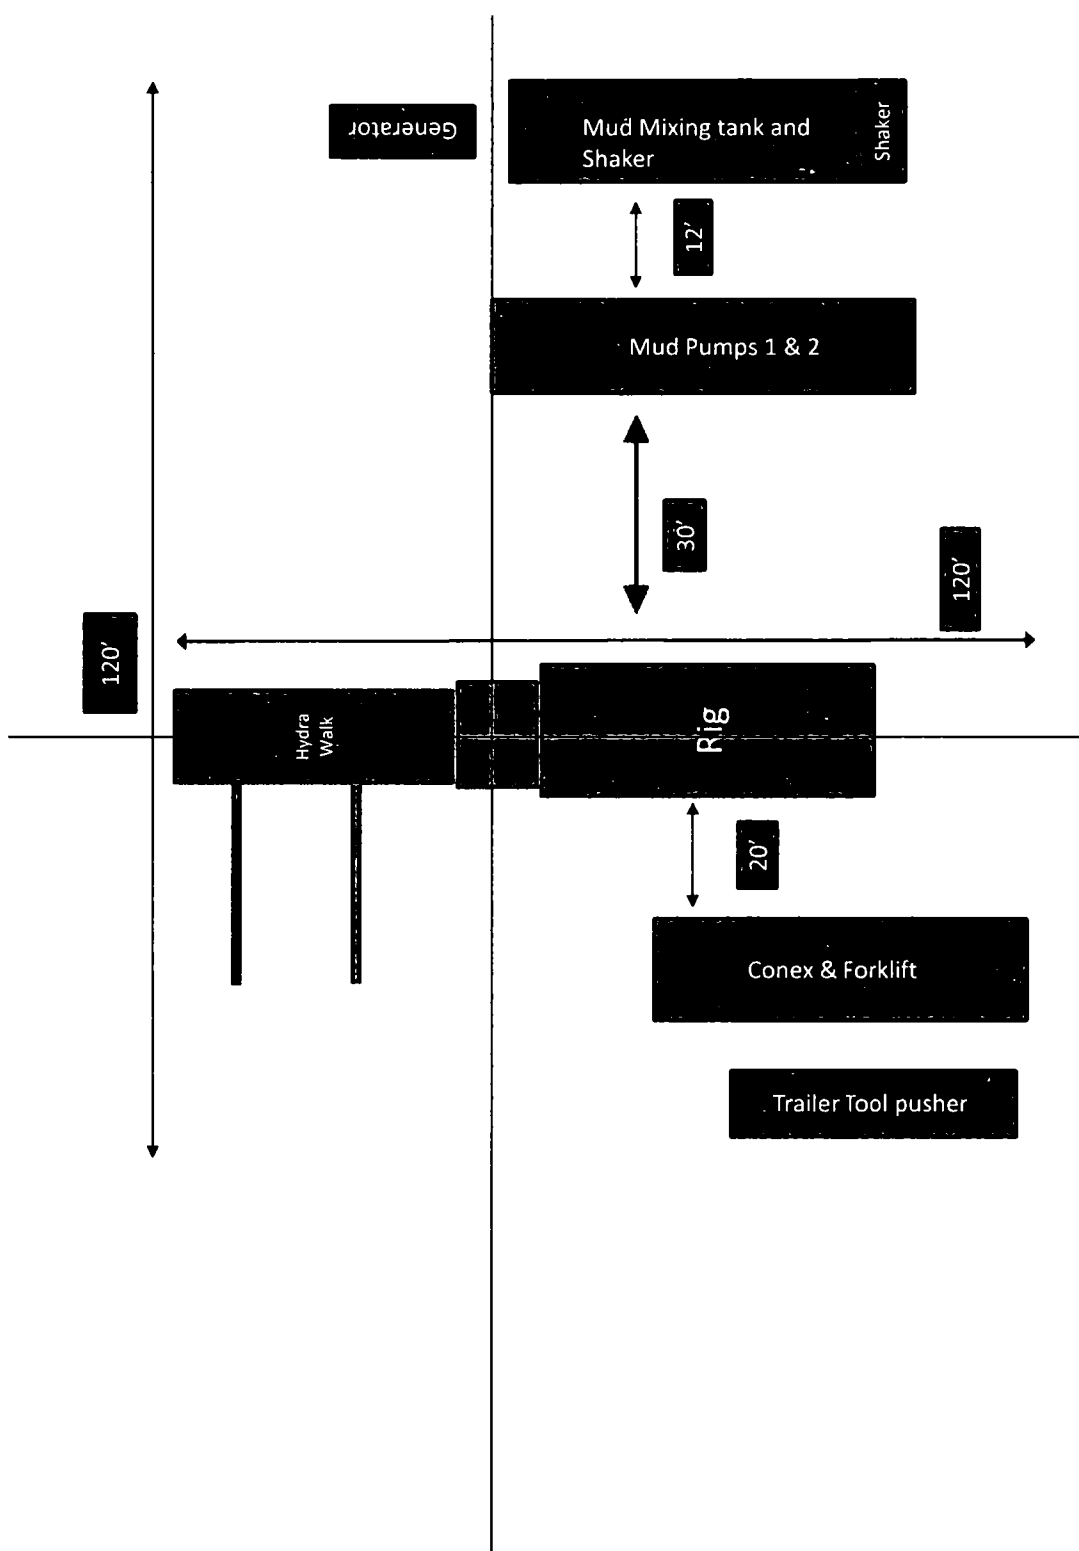 Generator
Mud Mixing tank and
Shaker
Shaker
12'
Mud Pumps 1 & 2
30'
120'
120'
Hydra
Walk
Rig
20'
Conex & Forklift
Trailer Tool pusher